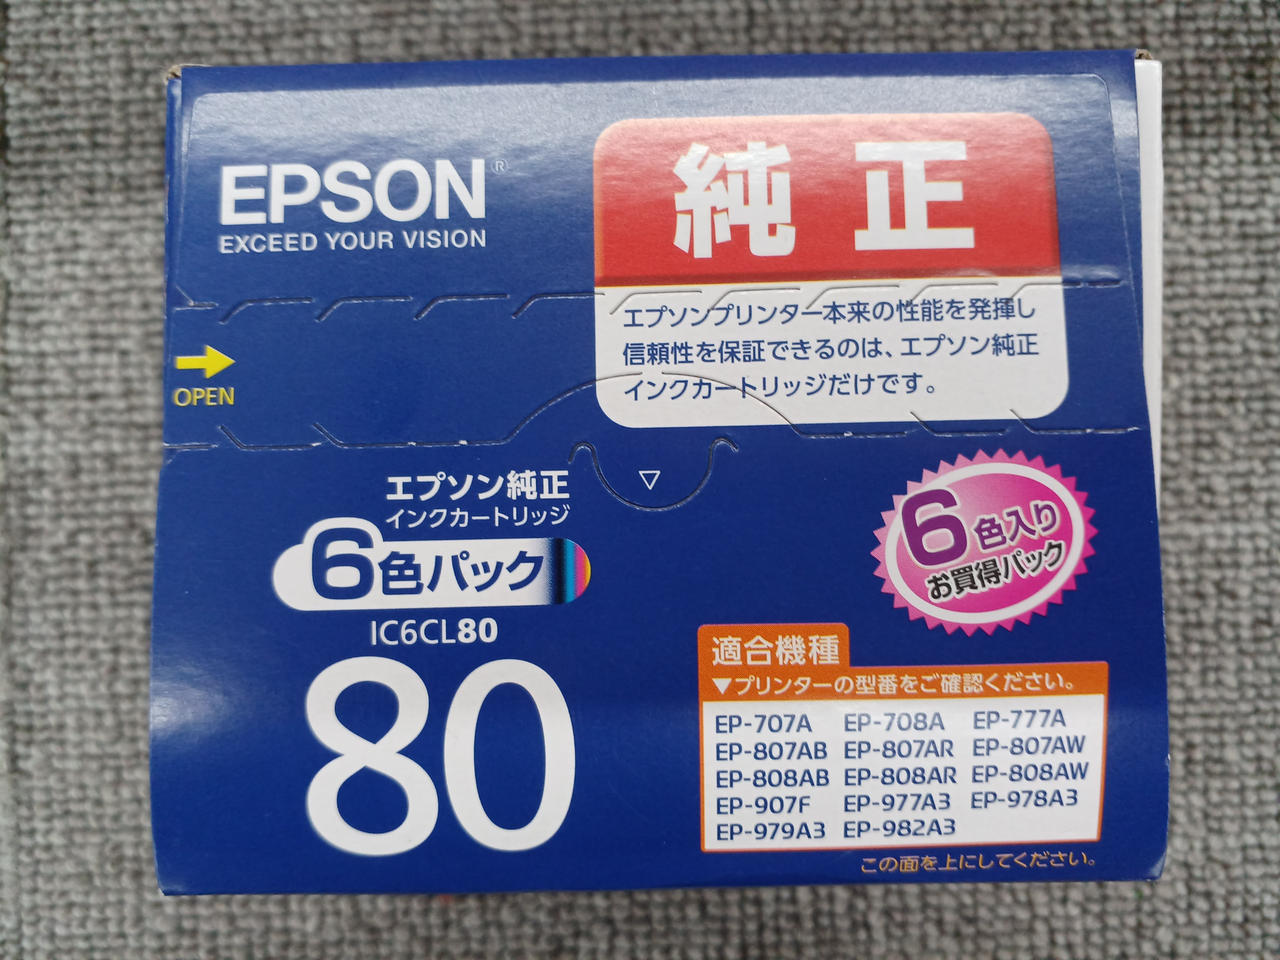 EPSON®
EXCEED YOUR VISION
純正
エプソンプリンター本来の性能を発揮し
信頼性を保証できるのは、エプソン純正
インクカートリッジだけです。
OPEN
エプソン純正
インクカートリッジ
6色パック
IC6CL80
80
6色入り
お買得パック
適合機種
▼プリンターの型番をご確認ください。
EP-707A EP-708A EP-777A
EP-807AB EP-807AR EP-807AW
EP-808AB EP-808AR EP-808AW
EP-907F EP-977A3 EP-978A3
EP-979A3 EP-982A3
この面を上にしてください。